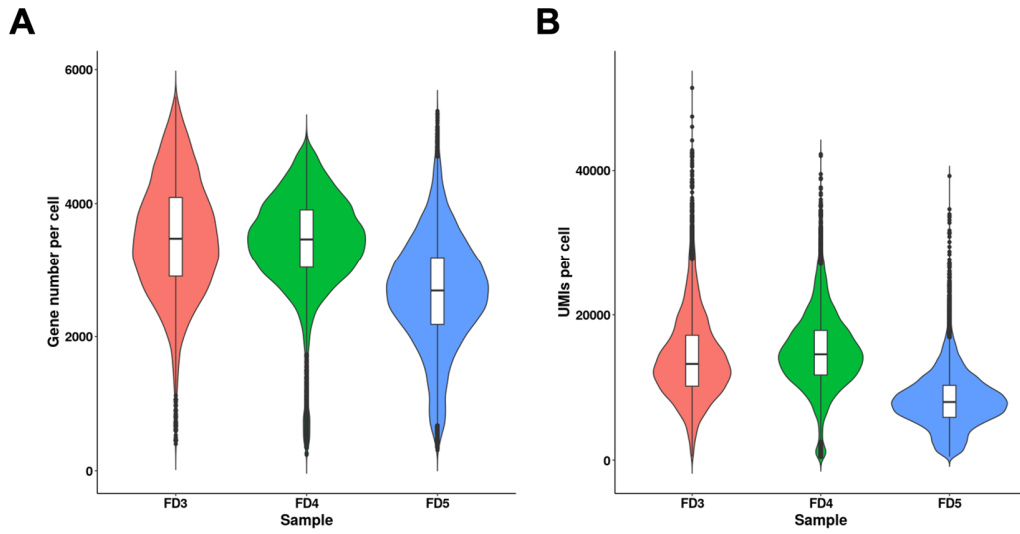 A
Gene number per cell
6000
4000
2000
0
FD3 FD4 FD5
Sample
B
UMIs per cell
40000
20000
0
FD3 FD4 FD5
Sample